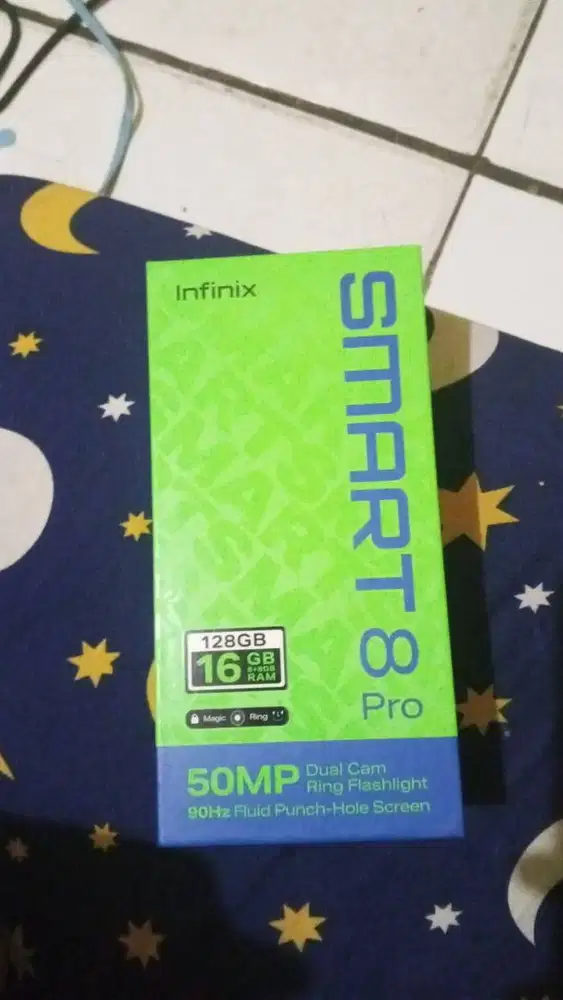 Infinix
SMART 8
Pro
128GB
16 GB
8+8GB
RAM
Magic Ring
50MP Dual Cam
Ring Flashlight
90Hz Fluid Punch-Hole Screen